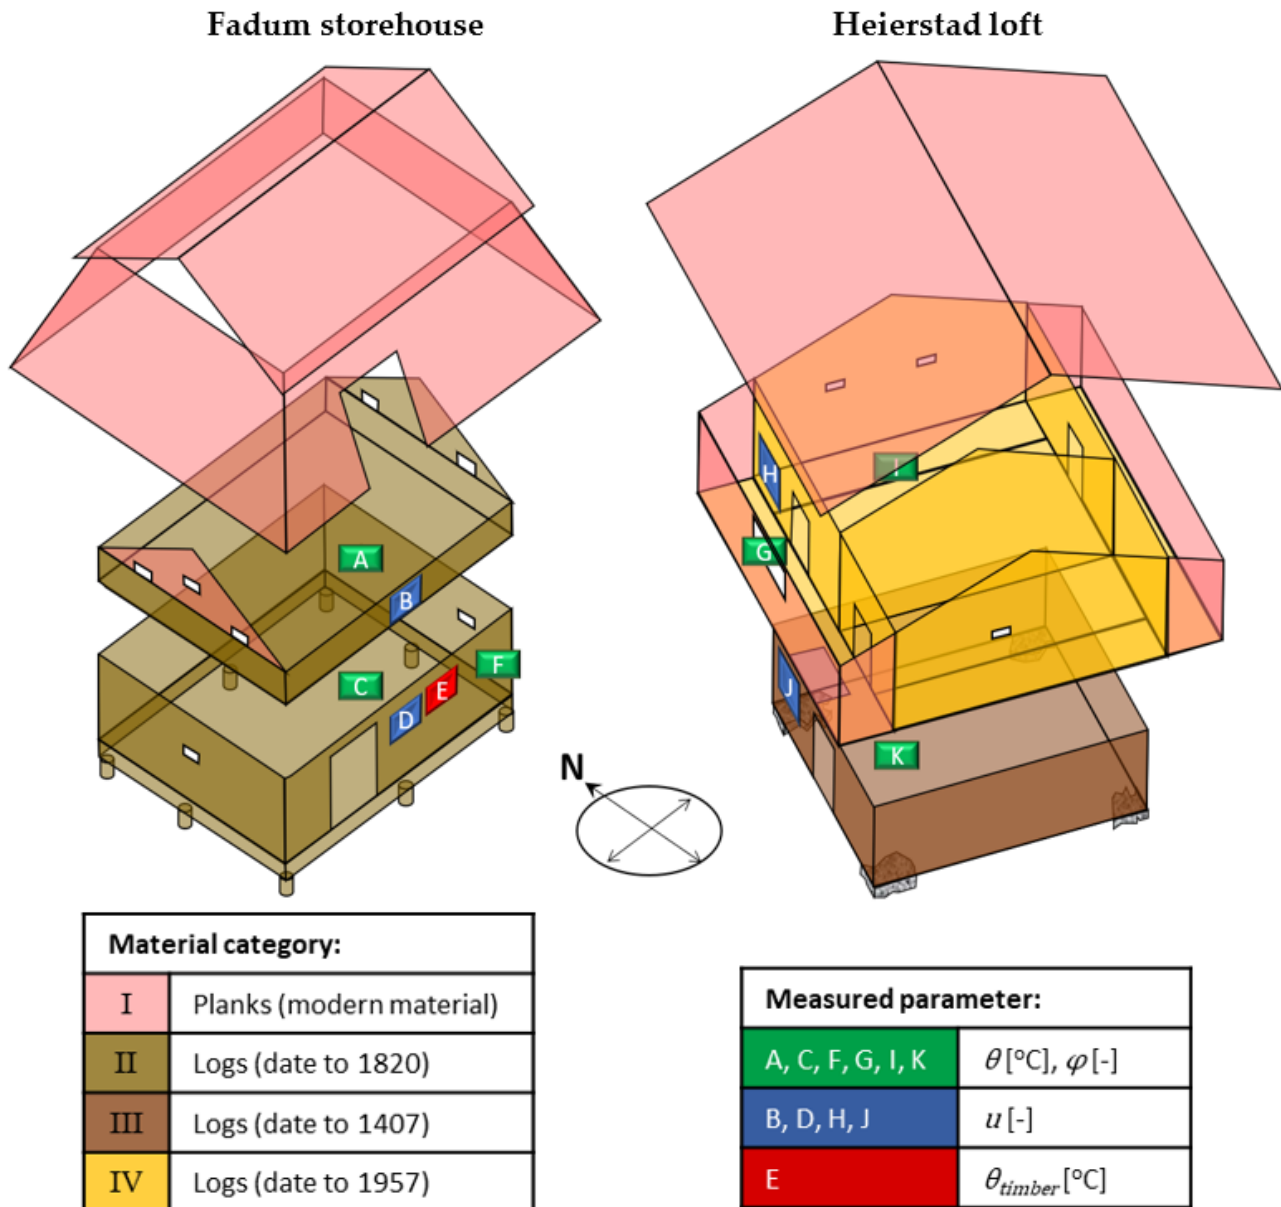 Fadum storehouse
Heierstad loft
A
B
C
D
E
F
H
I
G
J
K
N
Material category:
I Planks (modern material)
II Logs (date to 1820)
III Logs (date to 1407)
IV Logs (date to 1957)
Measured parameter:
A, C, F, G, I, K θ [°C], φ [-]
B, D, H, J u [-]
E θtimber [°C]